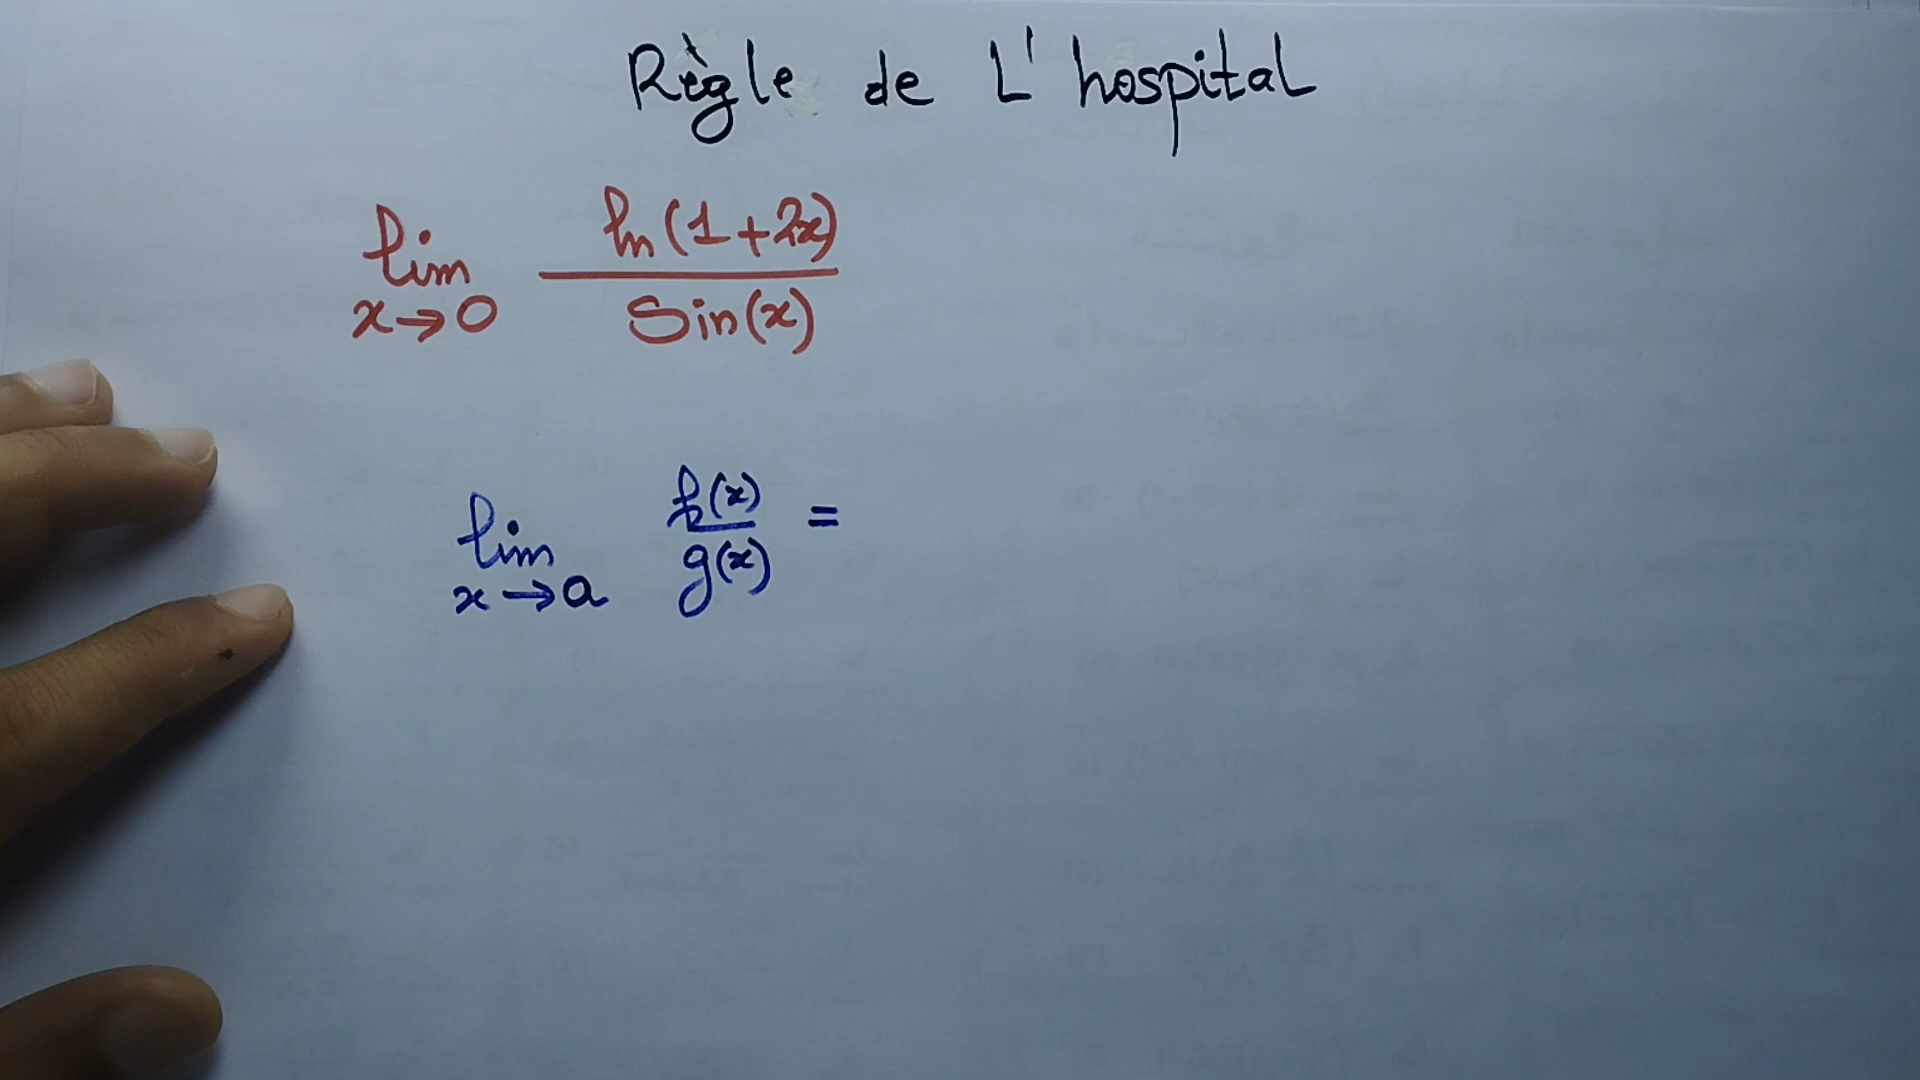 Règle de L'hospital
lim x→0 ln(1+2x) / Sin(x)
lim x→a f(x) / g(x) =